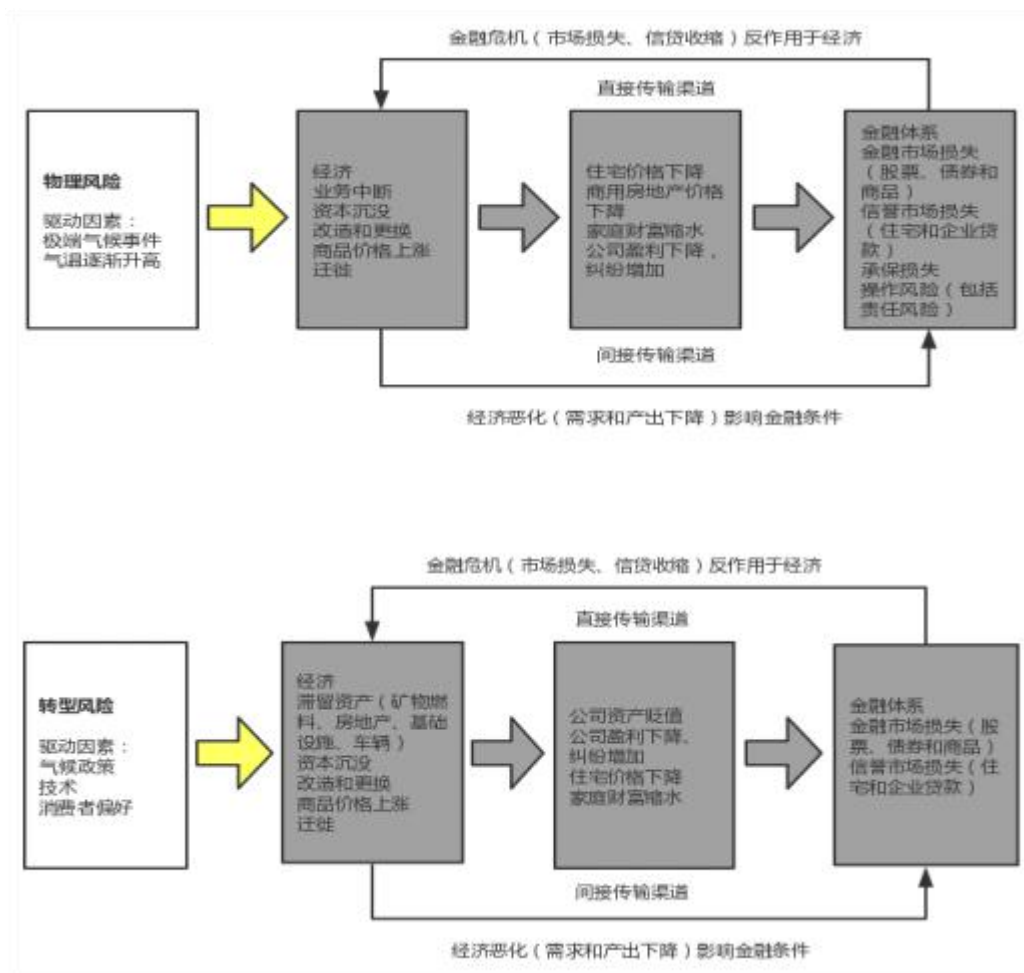 金融危机（市场损失、信贷收缩）反作用于经济
直接传输渠道
物理风险
驱动因素：
极端气候事件
气温逐渐升高
经济
业务中断
资本沉没
改造和更换
商品价格上涨
迁徙
住宅价格下降
商用房地产价格
下降
家庭财富缩水
公司盈利下降，
纠纷增加
金融体系
金融市场损失
（股票、债券和
商品）
信誉市场损失
（住宅和企业贷
款）
承保损失
操作风险（包括
责任风险）
间接传输渠道
经济恶化（需求和产出下降）影响金融条件
金融危机（市场损失、信贷收缩）反作用于经济
直接传输渠道
转型风险
驱动因素：
气候政策
技术
消费者偏好
经济
滞留资产（矿物燃
料、房地产、基础
设施、车辆）
资本沉没
改造和更换
商品价格上涨
迁徙
公司资产贬值
公司盈利下降、
纠纷增加
住宅价格下降
家庭财富缩水
金融体系
金融市场损失（股
票、债券和商品）
信誉市场损失（住
宅和企业贷款）
间接传输渠道
经济恶化（需求和产出下降）影响金融条件